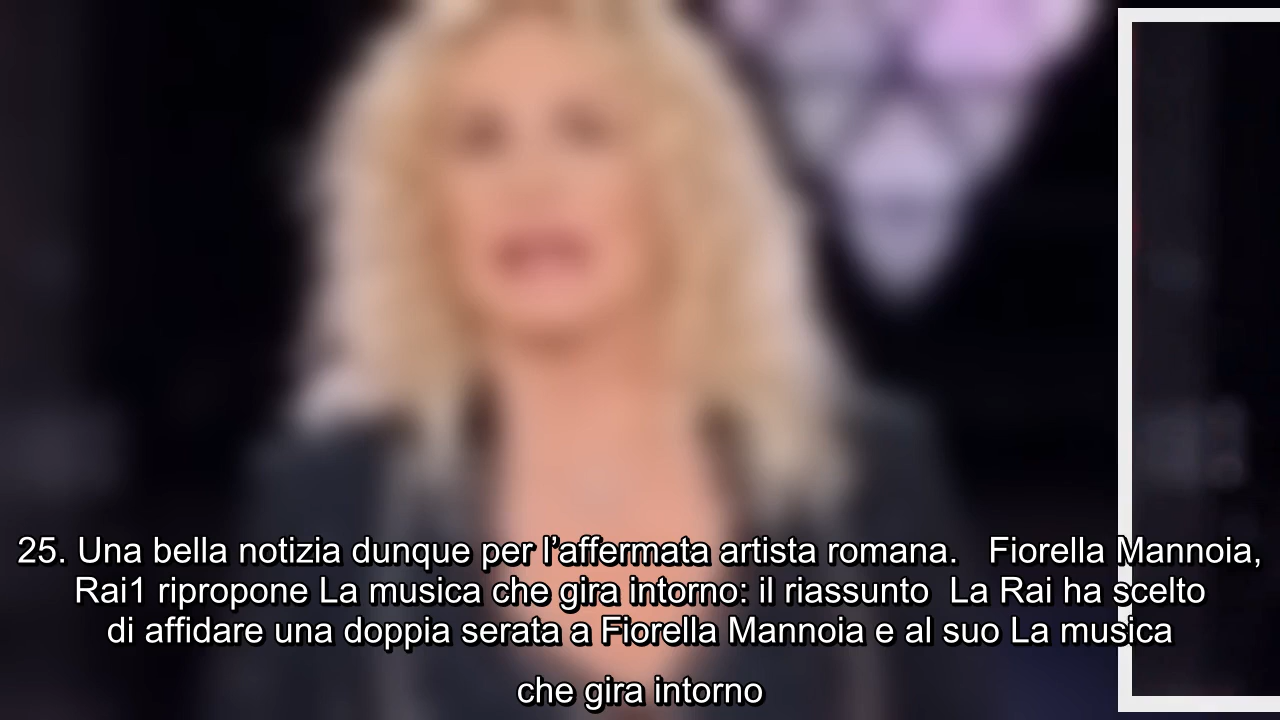 25. Una bella notizia dunque per l’affermata artista romana.   Fiorella Mannoia,
Rai1 ripropone La musica che gira intorno: il riassunto  La Rai ha scelto
di affidare una doppia serata a Fiorella Mannoia e al suo La musica
che gira intorno